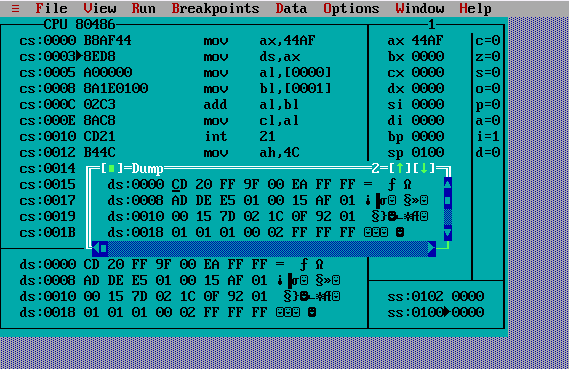 ≡ File View Run Breakpoints Data Options Window Help
CPU 80486 1
cs:0000 B8AF44 mov ax,44AF ax 44AF c=0
cs:0003▶8ED8 mov ds,ax bx 0000 z=0
cs:0005 A00000 mov al,[0000] cx 0000 s=0
cs:0008 8A1E0100 mov bl,[0001] dx 0000 o=0
cs:000C 02C3 add al,bl si 0000 p=0
cs:000E 8AC8 mov cl,al di 0000 a=0
cs:0010 CD21 int 21 bp 0000 i=1
cs:0012 B44C mov ah,4C sp 0100 d=0
cs:0014
[■]=Dump 2=[↑][↓]
cs:0015 ds:0000 CD 20 FF 9F 00 EA FF FF = ƒ Ω
cs:0017 ds:0008 AD DE E5 01 00 15 AF 01 ¡▐σ☺ §»☺
cs:0019 ds:0010 00 15 7D 02 1C 0F 92 01 §}☻∟☼Æ☺
cs:001B ds:0018 01 01 01 00 02 FF FF FF ☺☺☺ ☻
ds:0000 CD 20 FF 9F 00 EA FF FF = ƒ Ω
ds:0008 AD DE E5 01 00 15 AF 01 ¡▐σ☺ §»☺
ds:0010 00 15 7D 02 1C 0F 92 01 §}☻∟☼Æ☺ ss:0102 0000
ds:0018 01 01 01 00 02 FF FF FF ☺☺☺ ☻ ss:0100▶0000